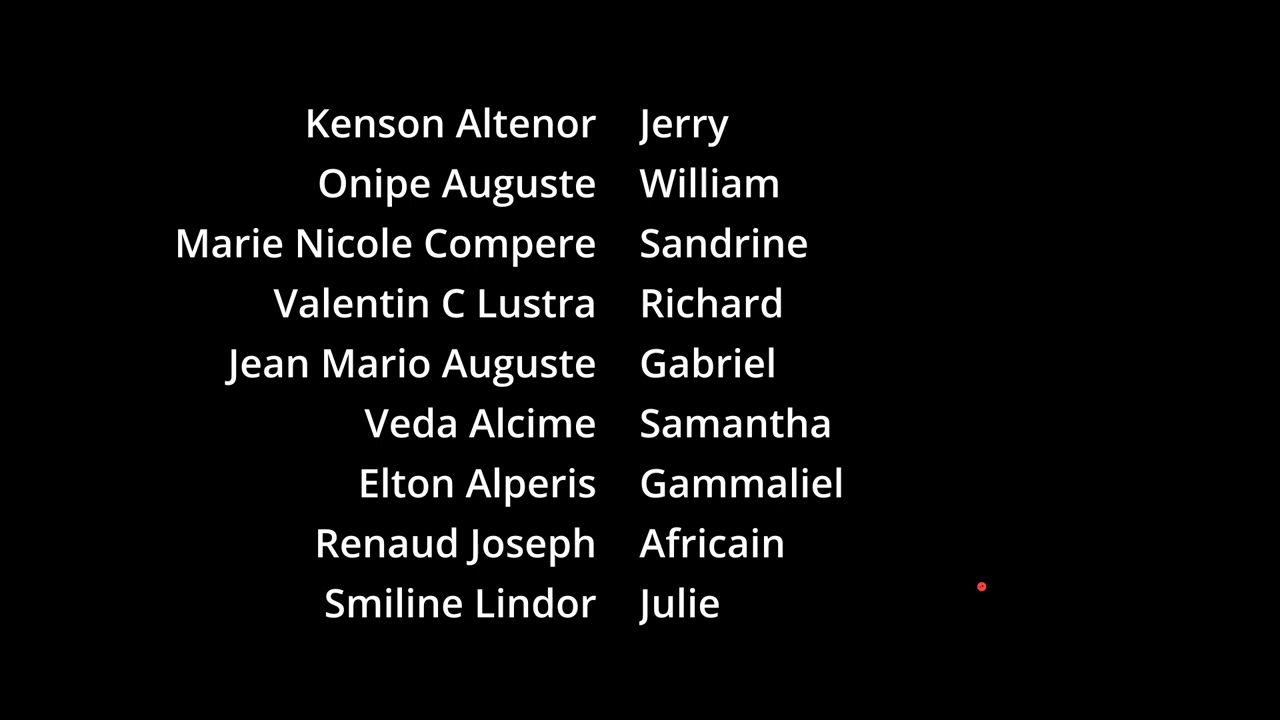 Kenson Altenor Jerry
Onipe Auguste William
Marie Nicole Compere Sandrine
Valentin C Lustra Richard
Jean Mario Auguste Gabriel
Veda Alcime Samantha
Elton Alperis Gammaliel
Renaud Joseph Africain
Smiline Lindor Julie